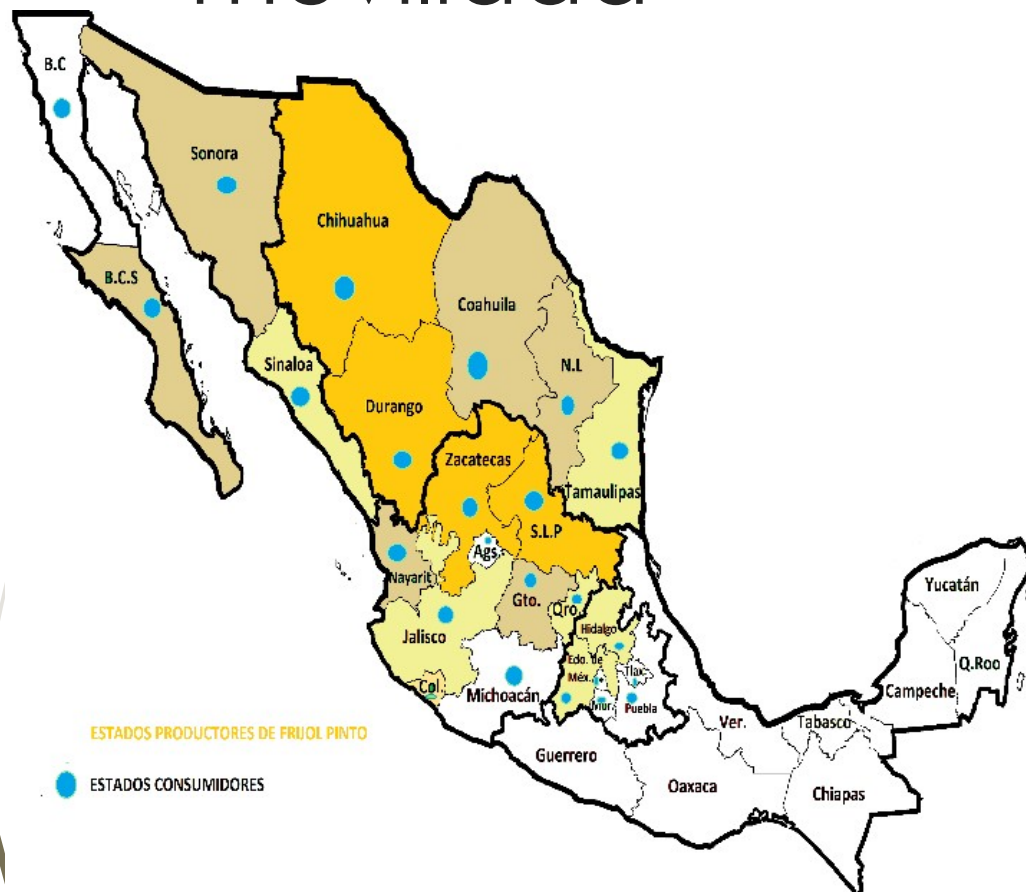 movilidad
B.C
Sonora
Chihuahua
B.C.S
Coahuila
Sinaloa
N.L
Durango
Zacatecas
Tamaulipas
S.L.P
Ags.
Nayarit
Gto.
Qro
Jalisco
Hidalgo
Edo. de
Méx.
Tlax.
Col.
Michoacán
Mor.
Puebla
Yucatán
Q.Roo
Campeche
Ver.
Tabasco
Guerrero
Oaxaca
Chiapas
ESTADOS PRODUCTORES DE FRIJOL PINTO
ESTADOS CONSUMIDORES